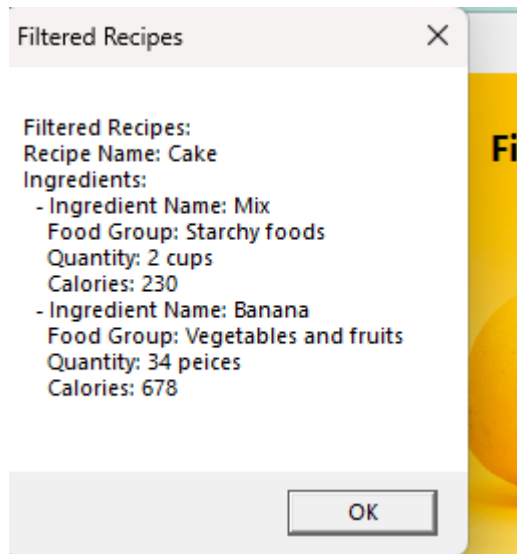 Filtered Recipes
Filtered Recipes:
Recipe Name: Cake
Ingredients:
- Ingredient Name: Mix
Food Group: Starchy foods
Quantity: 2 cups
Calories: 230
- Ingredient Name: Banana
Food Group: Vegetables and fruits
Quantity: 34 peices
Calories: 678
OK
Fi